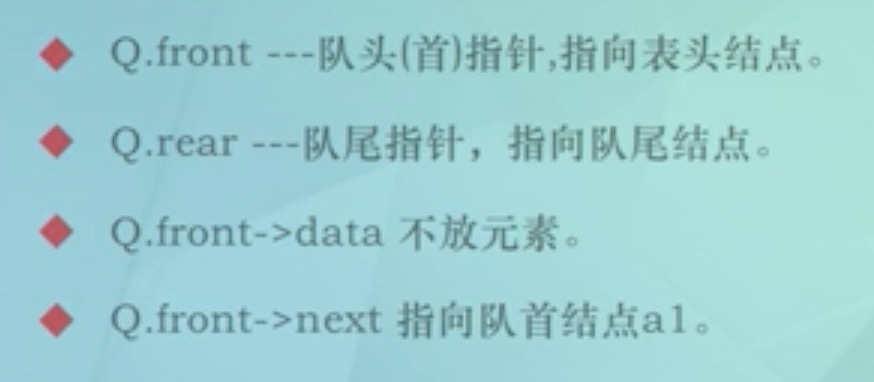 ◆ Q.front ---队头(首)指针,指向表头结点。
◆ Q.rear ---队尾指针，指向队尾结点。
◆ Q.front->data 不放元素。
◆ Q.front->next 指向队首结点a1。